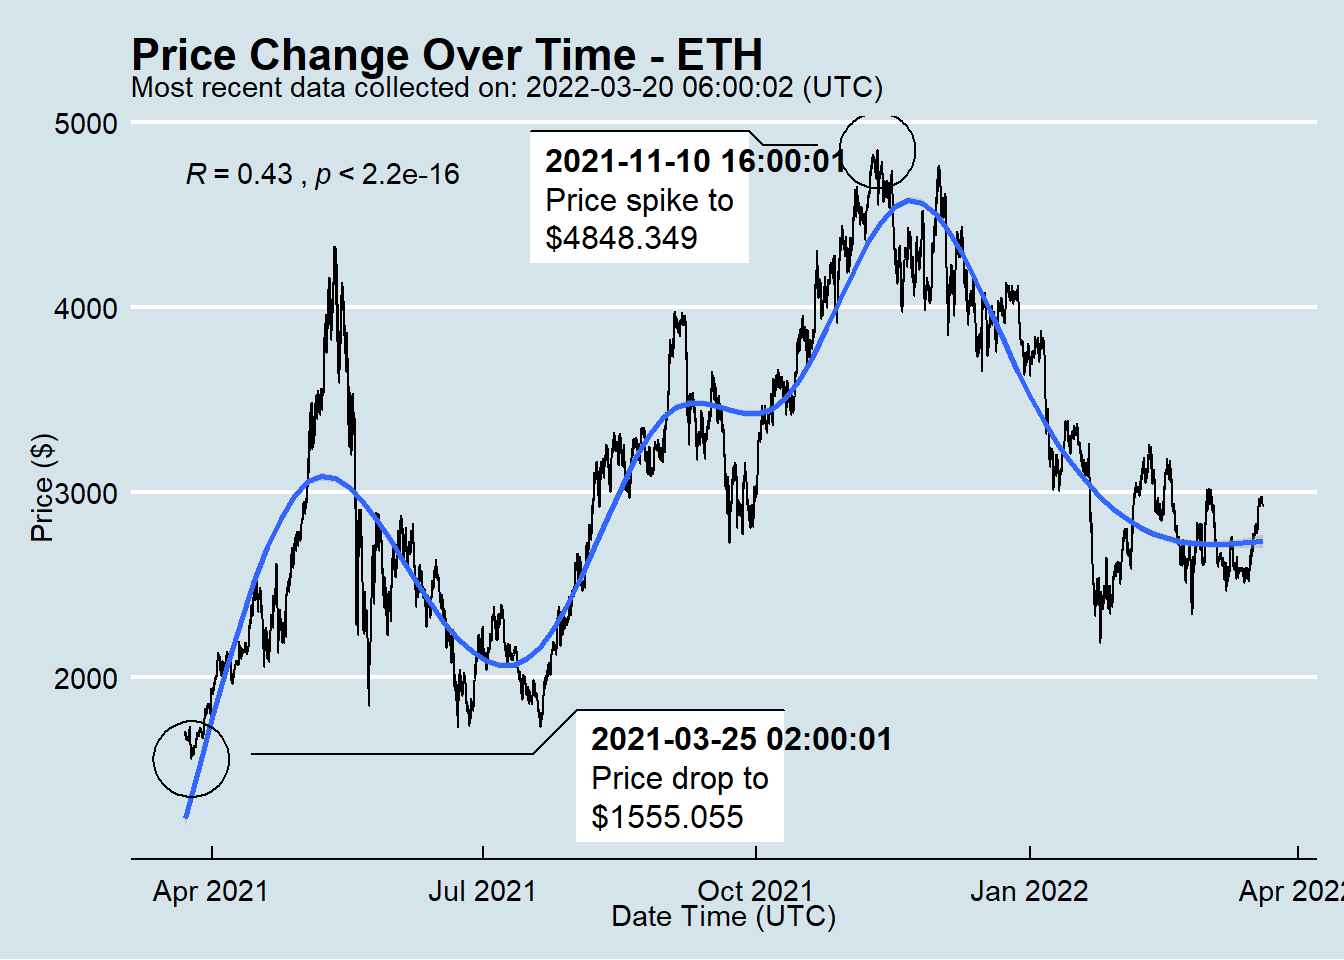 Price Change Over Time - ETH
Most recent data collected on: 2022-03-20 06:00:02 (UTC)
5000
4000
3000
2000
Price ($)
R = 0.43 , p < 2.2e-16
2021-11-10 16:00:01
Price spike to
$4848.349
2021-03-25 02:00:01
Price drop to
$1555.055
Apr 2021
Jul 2021
Oct 2021
Jan 2022
Apr 2022
Date Time (UTC)